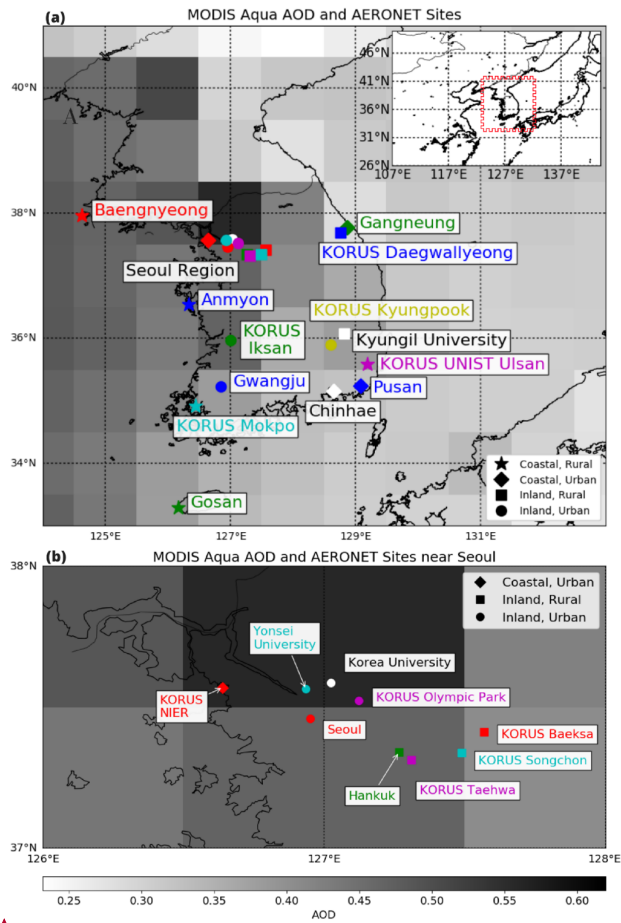 MODIS Aqua AOD and AERONET Sites
(a)
46°N
41°N
36°N
31°N
26°N
107°E 117°E 127°E 137°E
40°N
38°N
36°N
34°N
A
Baengnyeong
Gangneung
KORUS Daegwallyeong
Seoul Region
Anmyon
KORUS Kyungpook
KORUS
Iksan
Kyungil University
KORUS UNIST Ulsan
Gwangju
Pusan
Chinhae
KORUS Mokpo
Gosan
Coastal, Rural
Coastal, Urban
Inland, Rural
Inland, Urban
125°E 127°E 129°E 131°E
(b)
MODIS Aqua AOD and AERONET Sites near Seoul
38°N
Coastal, Urban
Inland, Rural
Inland, Urban
Yonsei
University
Korea University
KORUS
NIER
KORUS Olympic Park
Seoul
KORUS Baeksa
KORUS Songchon
Hankuk
KORUS Taehwa
37°N
126°E 127°E 128°E
0.25 0.30 0.35 0.40 0.45 0.50 0.55 0.60
AOD